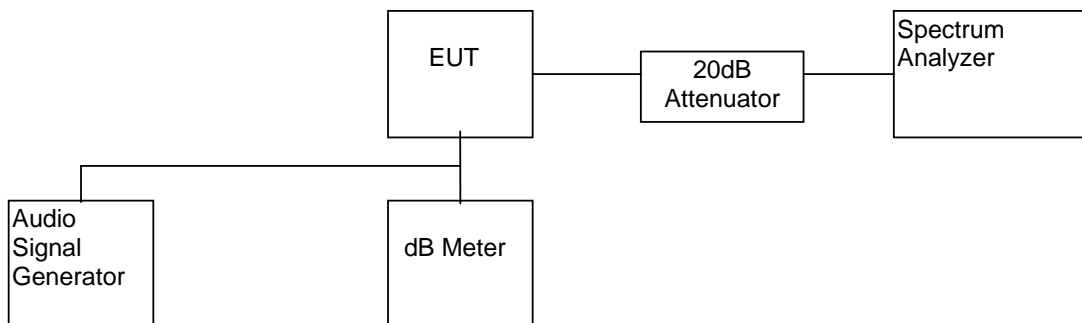 EUT
20dB
Attenuator
Spectrum
Analyzer
Audio
Signal
Generator
dB Meter